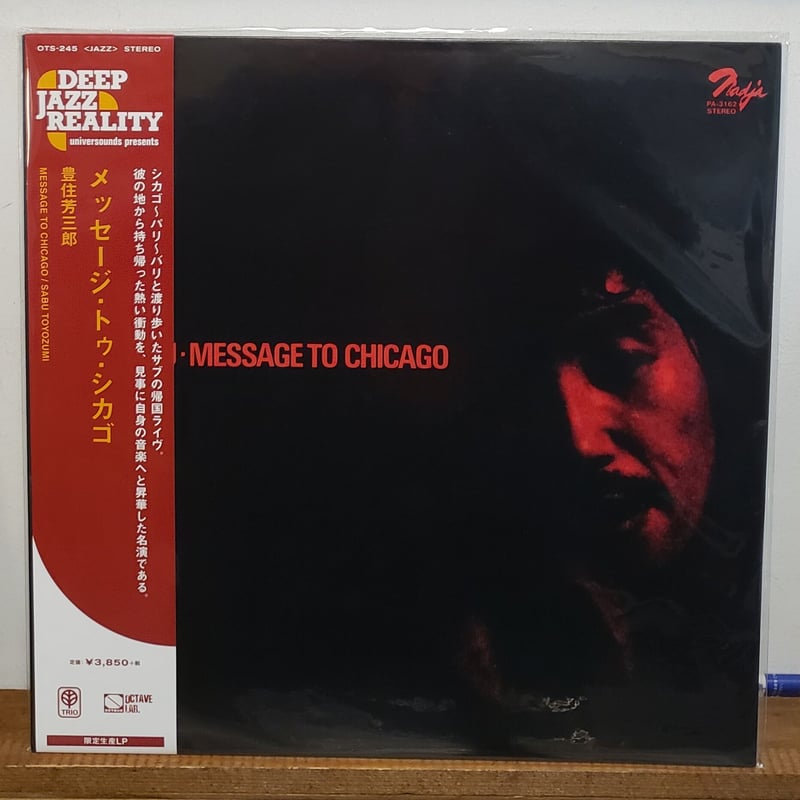 OTS-245 <JAZZ> STEREO
DEEP
JAZZ
REALITY
universounds presents
シカゴ〜パリ〜バリと渡り歩いたサブの帰国ライヴ。
彼の地から持ち帰った熱い衝動を、見事に自身の音楽へと昇華した名演である。
メッセージ・トゥ・シカゴ
豊住芳三郎
MESSAGE TO CHICAGO / SABU TOYOZUMI
定価：¥3,850+税
TRIO
OCTAVE
LAB.
限定生産LP
· MESSAGE TO CHICAGO
Nadja
PA-3162
STEREO